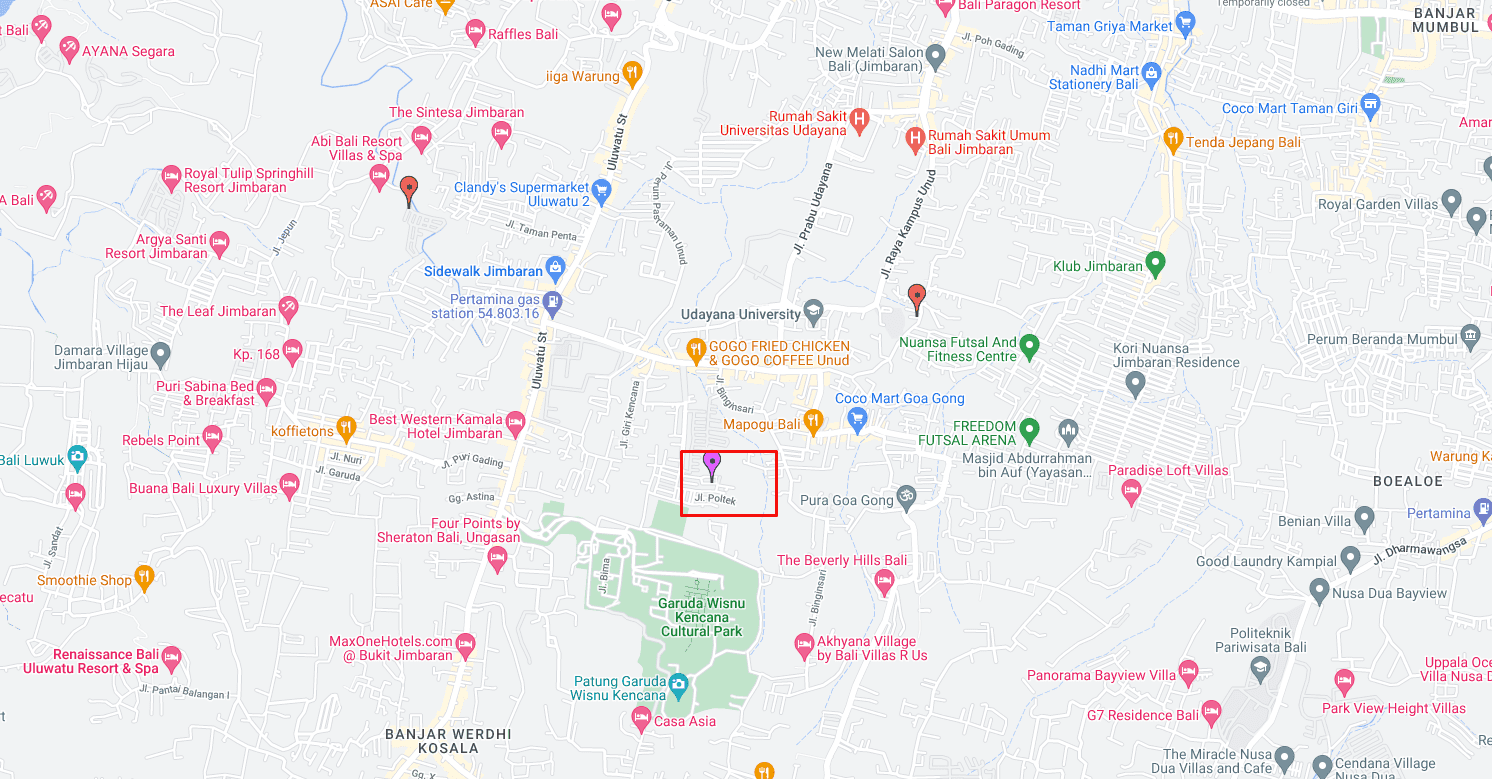 ASAI Cafe
Bali Paragon Resort
Temporarily closed
BANJAR
MUMBUL
t Bali
AYANA Segara
Raffles Bali
Jl. Poh Gading
Taman Griya Market
New Melati Salon
Bali (Jimbaran)
iiga Warung
Nadhi Mart
Stationery Bali
Coco Mart Taman Giri
The Sintesa Jimbaran
Uluwatu St
Rumah Sakit
Universitas Udayana
Rumah Sakit Umum
Bali Jimbaran
Aman
Abi Bali Resort
Villas & Spa
Tenda Jepang Bali
Royal Tulip Springhill
Resort Jimbaran
Clandy's Supermarket
Uluwatu 2
Jl. Perum Pasraman Unud
Jl. Prabu Udayana
Jl. Raya Kampus Unud
A Bali
Royal Garden Villas
Jl. Jepun
Jl. Taman Penta
Argya Santi
Resort Jimbaran
Sidewalk Jimbaran
Klub Jimbaran
Pertamina gas
station 54.803.16
The Leaf Jimbaran
Udayana University
Uluwatu St
GOGO FRIED CHICKEN
& GOGO COFFEE Unud
Nuansa Futsal And
Fitness Centre
Perum Beranda Mumbul
Kori Nuansa
Jimbaran Residence
Damara Village
Jimbaran Hijau
Kp. 168
Puri Sabina Bed
& Breakfast
Jl. Giri Kencana
Jl. Binginsari
Coco Mart Goa Gong
Best Western Kamala
Hotel Jimbaran
Mapogu Bali
FREEDOM
FUTSAL ARENA
koffietons
Rebels Point
Jl. Nuri
Jl. Garuda
Jl. Puri Gading
Masjid Abdurrahman
bin Auf (Yayasan...
Bali Luwuk
Warung Ka
Paradise Loft Villas
BOEALOE
Buana Bali Luxury Villas
Gg. Astina
Jl. Poltek
Pura Goa Gong
Pertamina
Benian Villa
Jl. Sandat
Four Points by
Sheraton Bali, Ungasan
Jl. Dharmawangsa
Good Laundry Kampial
The Beverly Hills Bali
Smoothie Shop
Jl. Bima
Jl. Binginsari
Nusa Dua Bayview
ecatu
Garuda Wisnu
Kencana
Cultural Park
MaxOneHotels.com
@ Bukit Jimbaran
Akhyana Village
by Bali Villas R Us
Politeknik
Pariwisata Bali
Renaissance Bali
Uluwatu Resort & Spa
Panorama Bayview Villa
Uppala Oce
Villa Nusa D
Jl. Pantai Balangan I
Patung Garuda
Wisnu Kencana
Park View Height Villas
G7 Residence Bali
Casa Asia
t
BANJAR WERDHI
KOSALA
Re
The Miracle Nusa
Dua Villas and Cafe
Cendana Village
Nusa Dua Bali
Gg. X